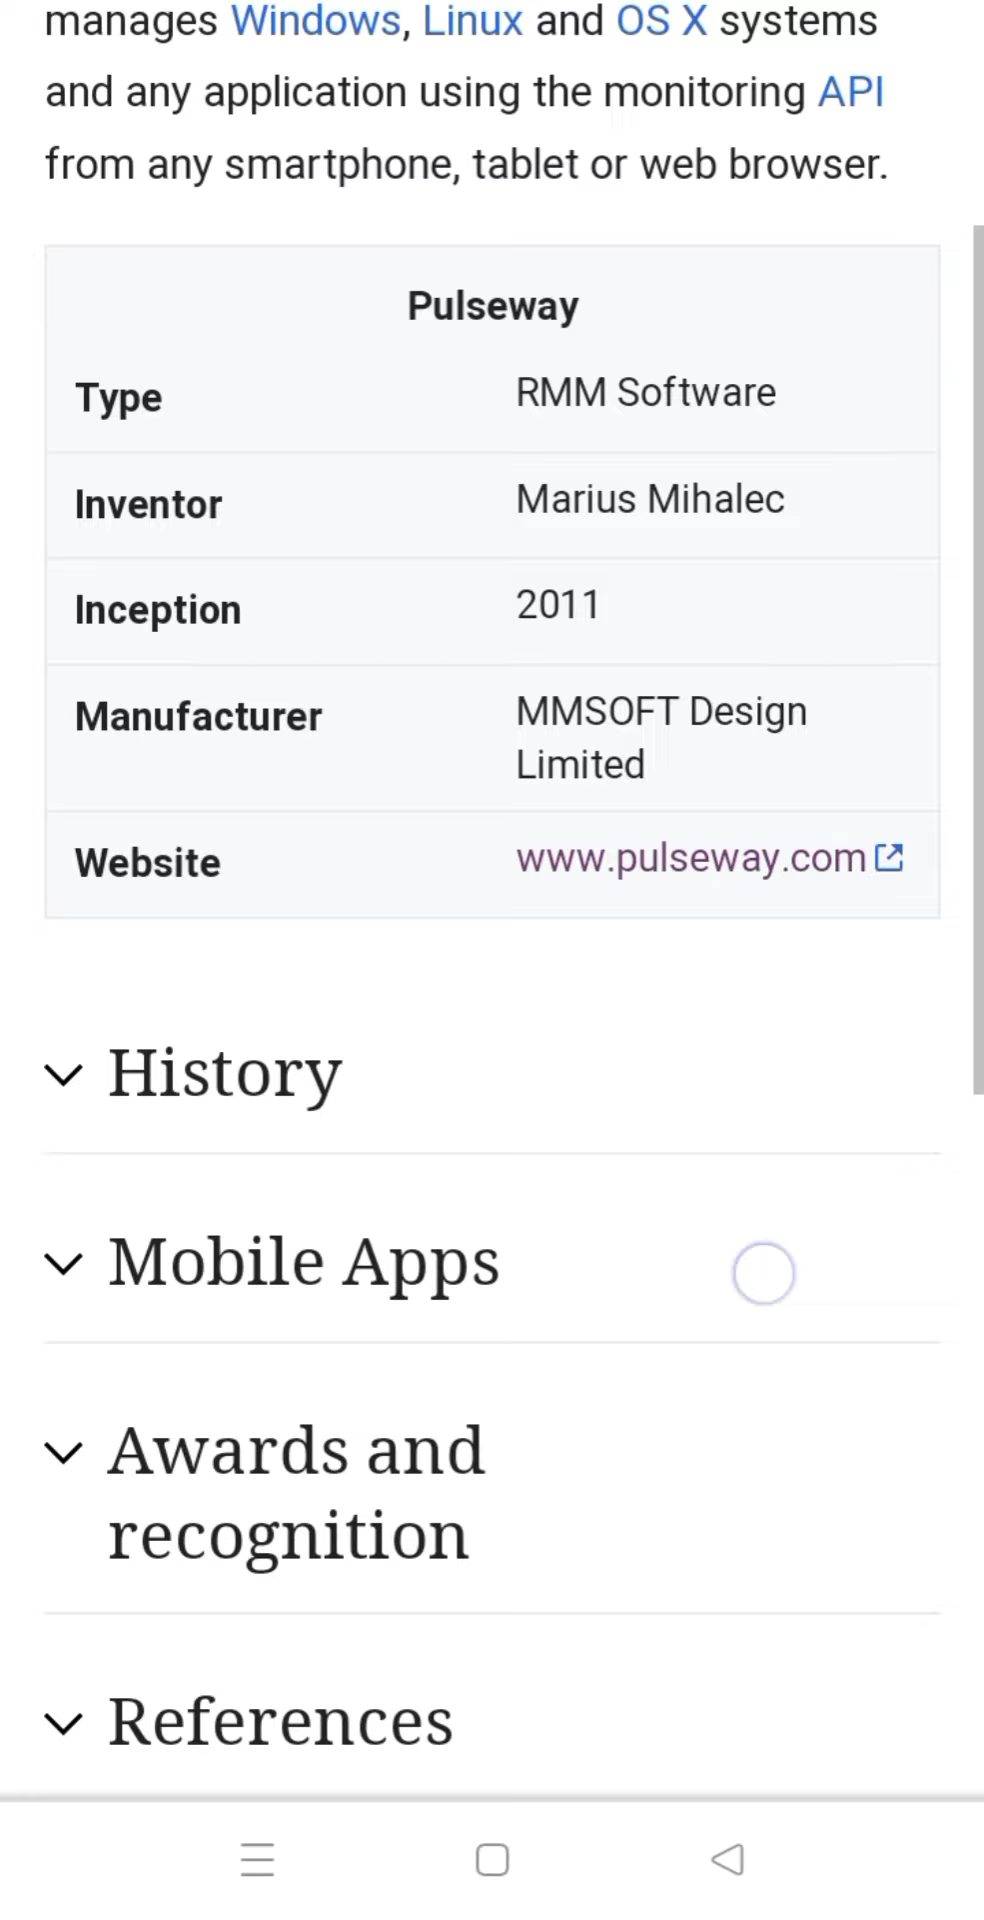 manages Windows, Linux and OS X systems
and any application using the monitoring API
from any smartphone, tablet or web browser.
Pulseway
Type RMM Software
Inventor Marius Mihalec
Inception 2011
Manufacturer MMSOFT Design
Limited
Website www.pulseway.com
History
Mobile Apps
Awards and
recognition
References